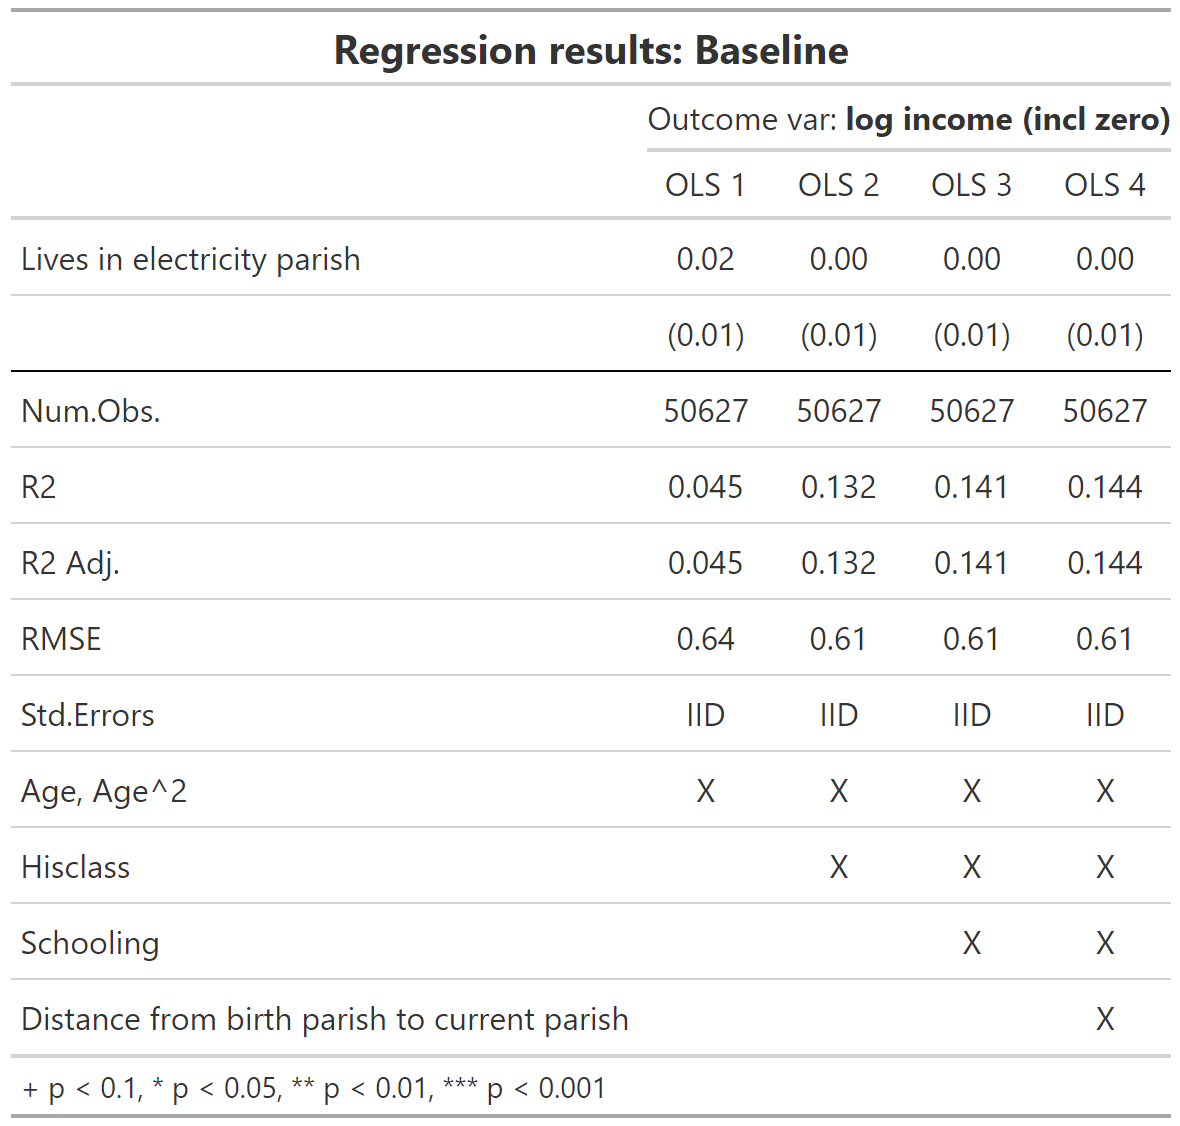 Regression results: Baseline
Outcome var: log income (incl zero)
OLS 1 OLS 2 OLS 3 OLS 4
Lives in electricity parish 0.02 0.00 0.00 0.00
(0.01) (0.01) (0.01) (0.01)
Num.Obs. 50627 50627 50627 50627
R2 0.045 0.132 0.141 0.144
R2 Adj. 0.045 0.132 0.141 0.144
RMSE 0.64 0.61 0.61 0.61
Std.Errors IID IID IID IID
Age, Age^2 X X X X
Hisclass X X X
Schooling X X
Distance from birth parish to current parish X
+ p < 0.1, * p < 0.05, ** p < 0.01, *** p < 0.001